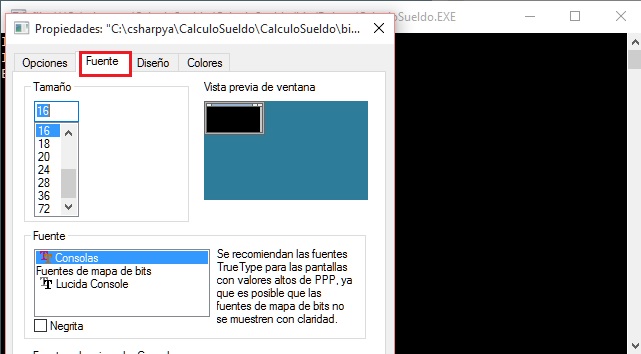 Propiedades: "C:\csharpya\CalculoSueldo\CalculoSueldo\bi...
CalculoSueldo.EXE
Opciones
Fuente
Diseño
Colores
Tamaño
Vista previa de ventana
16
16
18
20
24
28
36
72
Fuente
Consolas
Fuentes de mapa de bits
Lucida Console
Negrita
Se recomiendan las fuentes
TrueType para las pantallas
con valores altos de PPP, ya
que es posible que las
fuentes de mapa de bits no
se muestren con claridad.